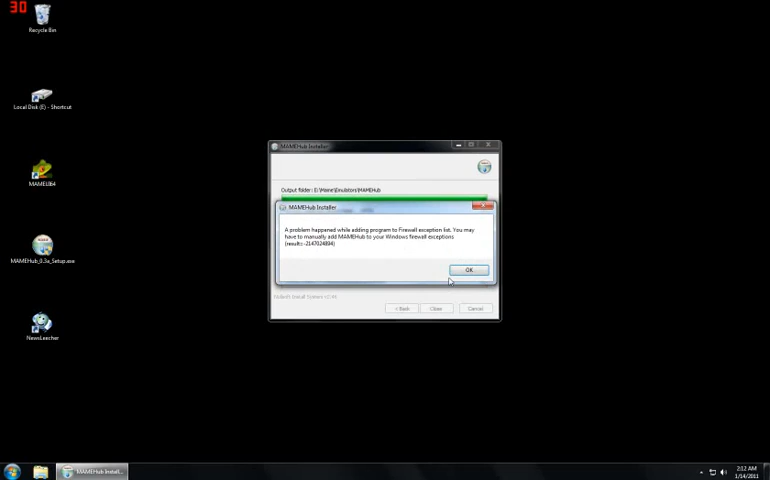 30
Recycle Bin
Local Disk (E) - Shortcut
MAMEUI64
MAMEHub_0.3a_Setup.exe
NewsLeecher
MAMEHub Installer
Output folder: E:\Mame\Emulators\MAMEHub
MAMEHub Installer
A problem happened while adding program to Firewall exception list. You may
have to manually add MAMEHub to your Windows firewall exceptions
(result=-2147024894)
OK
Nullsoft Install System
< Back
Close
Cancel
MAMEHub Install...
2:12 AM
1/14/2011